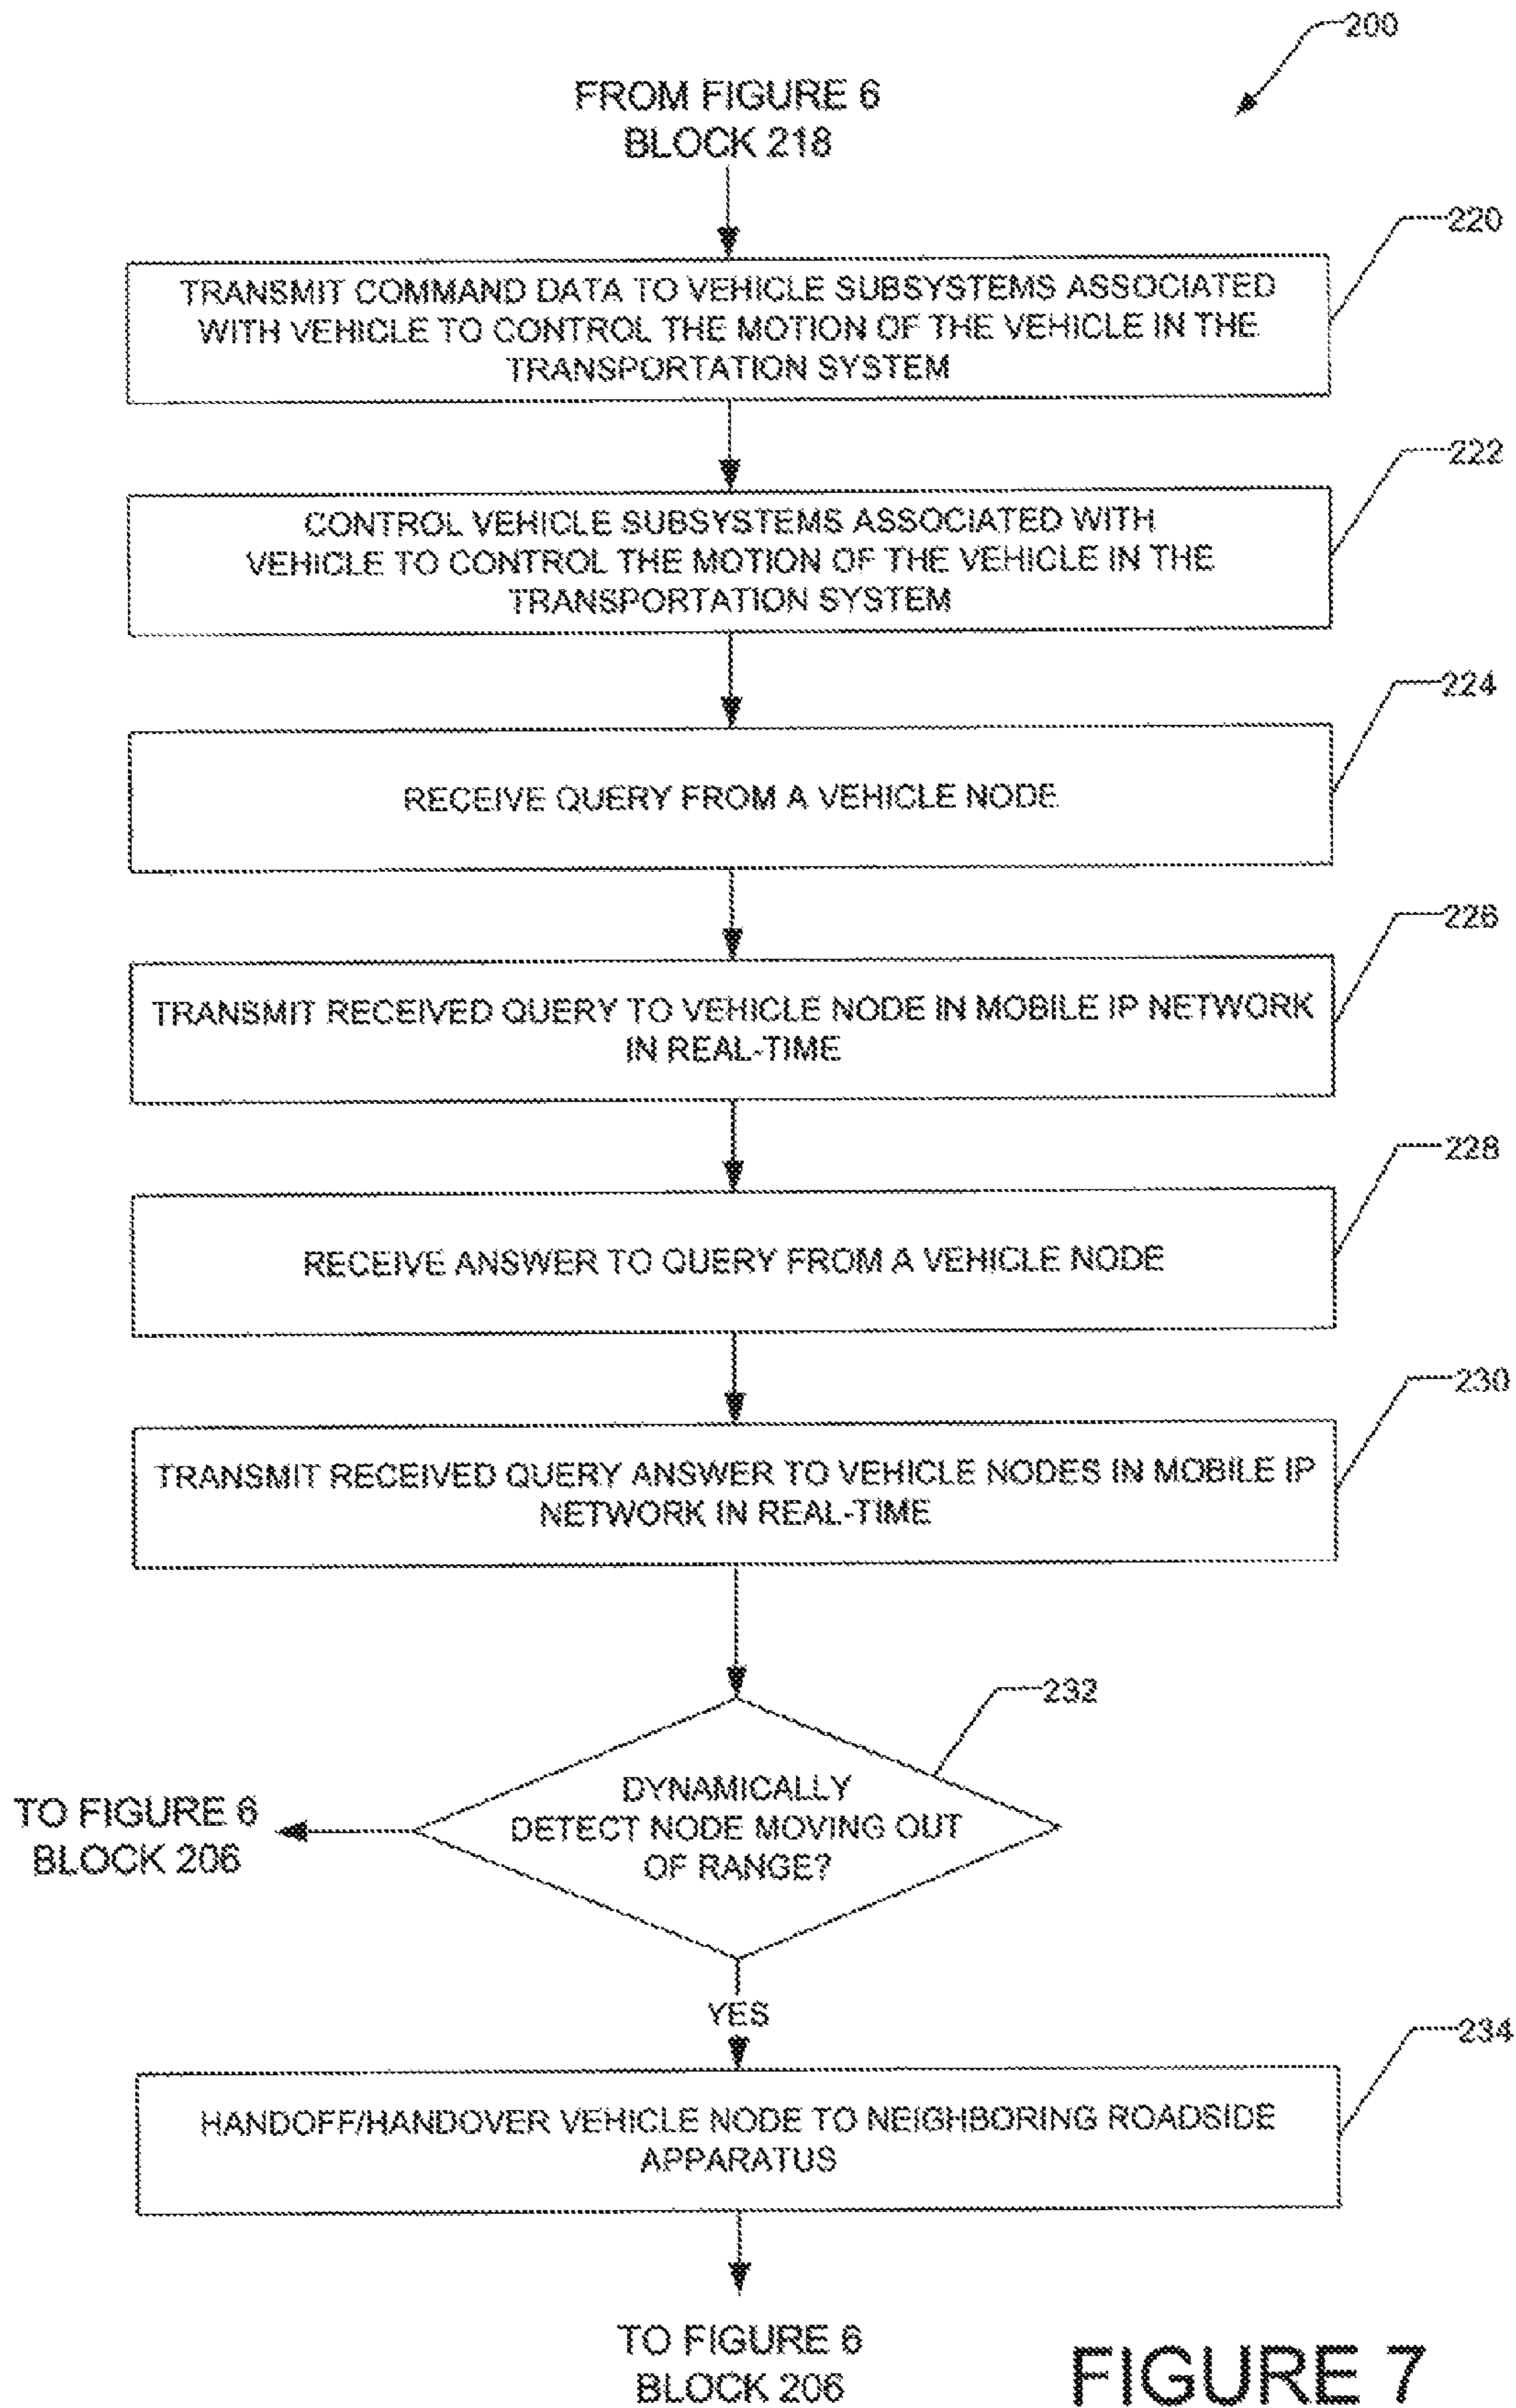 200
FROM FIGURE 6
BLOCK 218
220
TRANSMIT COMMAND DATA TO VEHICLE SUBSYSTEMS ASSOCIATED
WITH VEHICLE TO CONTROL THE MOTION OF THE VEHICLE IN THE
TRANSPORTATION SYSTEM
222
CONTROL VEHICLE SUBSYSTEMS ASSOCIATED WITH
VEHICLE TO CONTROL THE MOTION OF THE VEHICLE IN THE
TRANSPORTATION SYSTEM
224
RECEIVE QUERY FROM A VEHICLE NODE
226
TRANSMIT RECEIVED QUERY TO VEHICLE NODE IN MOBILE IP NETWORK
IN REAL-TIME
228
RECEIVE ANSWER TO QUERY FROM A VEHICLE NODE
230
TRANSMIT RECEIVED QUERY ANSWER TO VEHICLE NODES IN MOBILE IP
NETWORK IN REAL-TIME
232
DYNAMICALLY
DETECT NODE MOVING OUT
OF RANGE?
TO FIGURE 6
BLOCK 206
YES
234
HANDOFF/HANDOVER VEHICLE NODE TO NEIGHBORING ROADSIDE
APPARATUS
TO FIGURE 6
BLOCK 206
FIGURE 7